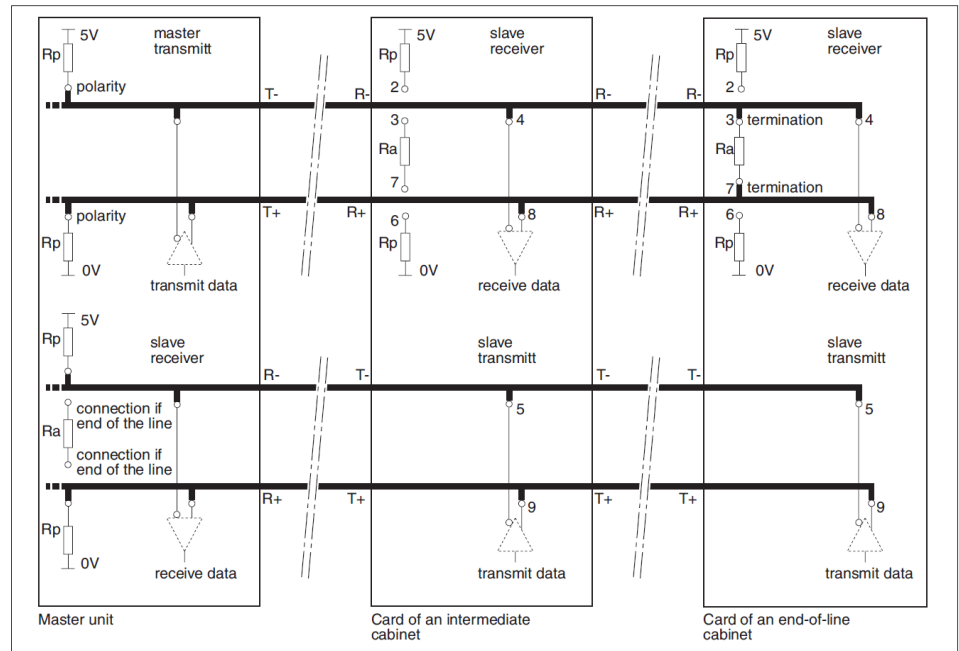 5V
master
transmitt
Rp
polarity
T-
T+
polarity
Rp
0V
transmit data
5V
slave
receiver
Rp
2
R-
R-
3
4
Ra
7
R+
R+
6
8
Rp
0V
receive data
5V
slave
receiver
Rp
2
R-
3
termination
4
Ra
7
termination
R+
6
8
Rp
0V
receive data
5V
Rp
slave
receiver
R-
connection if
end of the line
Ra
connection if
end of the line
R+
Rp
0V
receive data
slave
transmitt
T-
T-
5
T+
T+
9
transmit data
slave
transmitt
T-
5
T+
9
transmit data
Master unit
Card of an intermediate
cabinet
Card of an end-of-line
cabinet